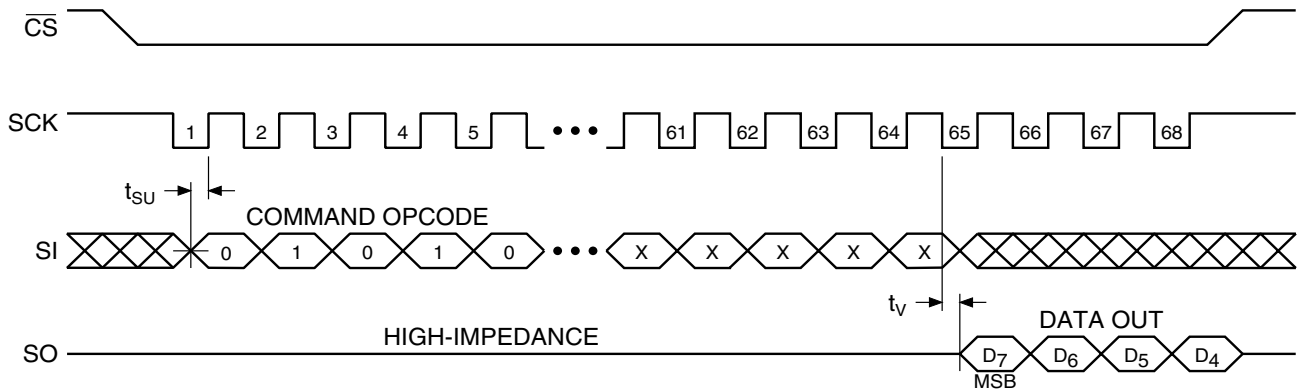 CS
SCK 1 2 3 4 5 ••• 61 62 63 64 65 66 67 68
tSU
COMMAND OPCODE
SI 0 1 0 1 0 ••• X X X X X
tV
HIGH-IMPEDANCE
DATA OUT
SO D7 D6 D5 D4
MSB